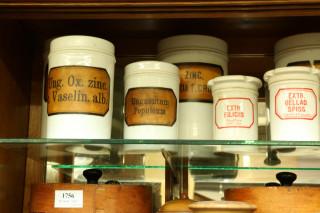 Ung. Ox. zinc.
c. Vaselin. alb.
Unguentum
Populeum
ZINC.
EXTR.
FILICIS
EXTR.
BELLAD
SPISS
1756